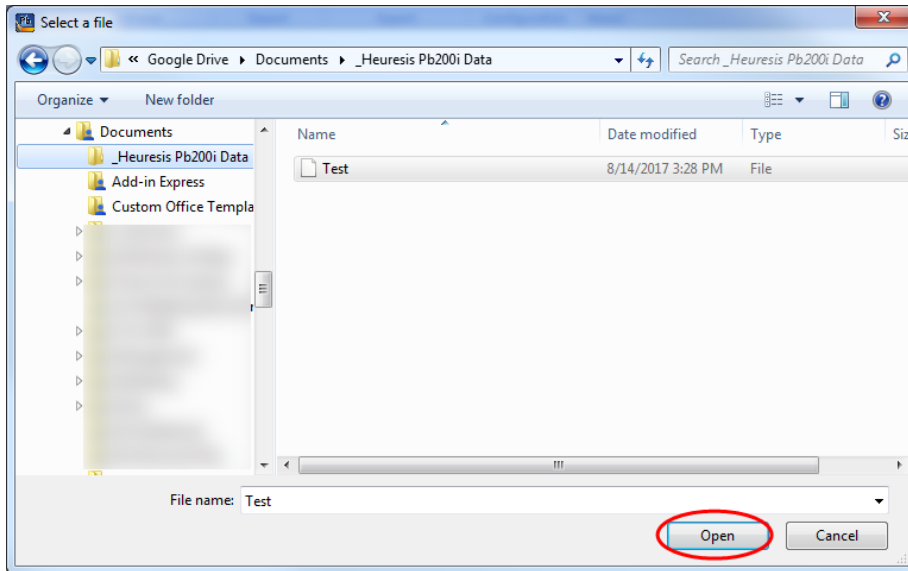 Pb Select a file
« Google Drive Documents _Heuresis Pb200i Data Search _Heuresis Pb200i Data
Organize New folder
Documents
Name Date modified Type Siz
_Heuresis Pb200i Data
Test 8/14/2017 3:28 PM File
Add-in Express
Custom Office Templa
File name: Test
Open Cancel